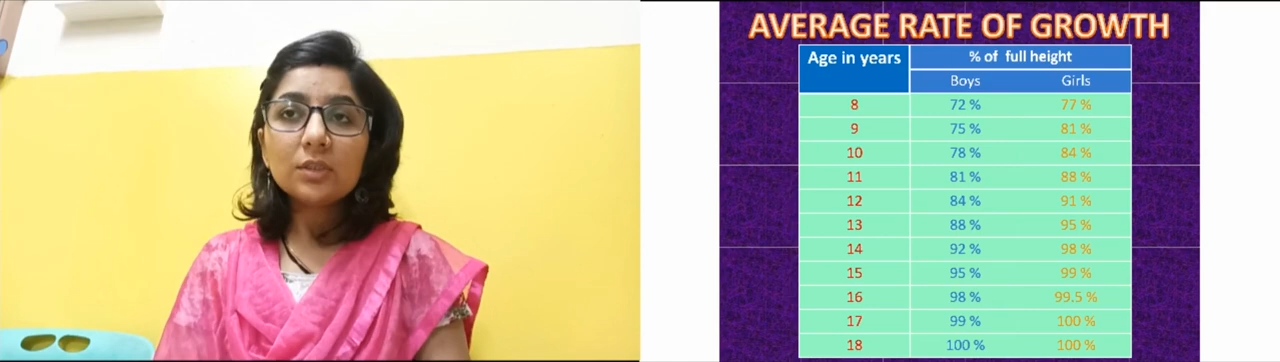 AVERAGE RATE OF GROWTH
Age in years % of full height
Boys Girls
8 72 % 77 %
9 75 % 81 %
10 78 % 84 %
11 81 % 88 %
12 84 % 91 %
13 88 % 95 %
14 92 % 98 %
15 95 % 99 %
16 98 % 99.5 %
17 99 % 100 %
18 100 % 100 %